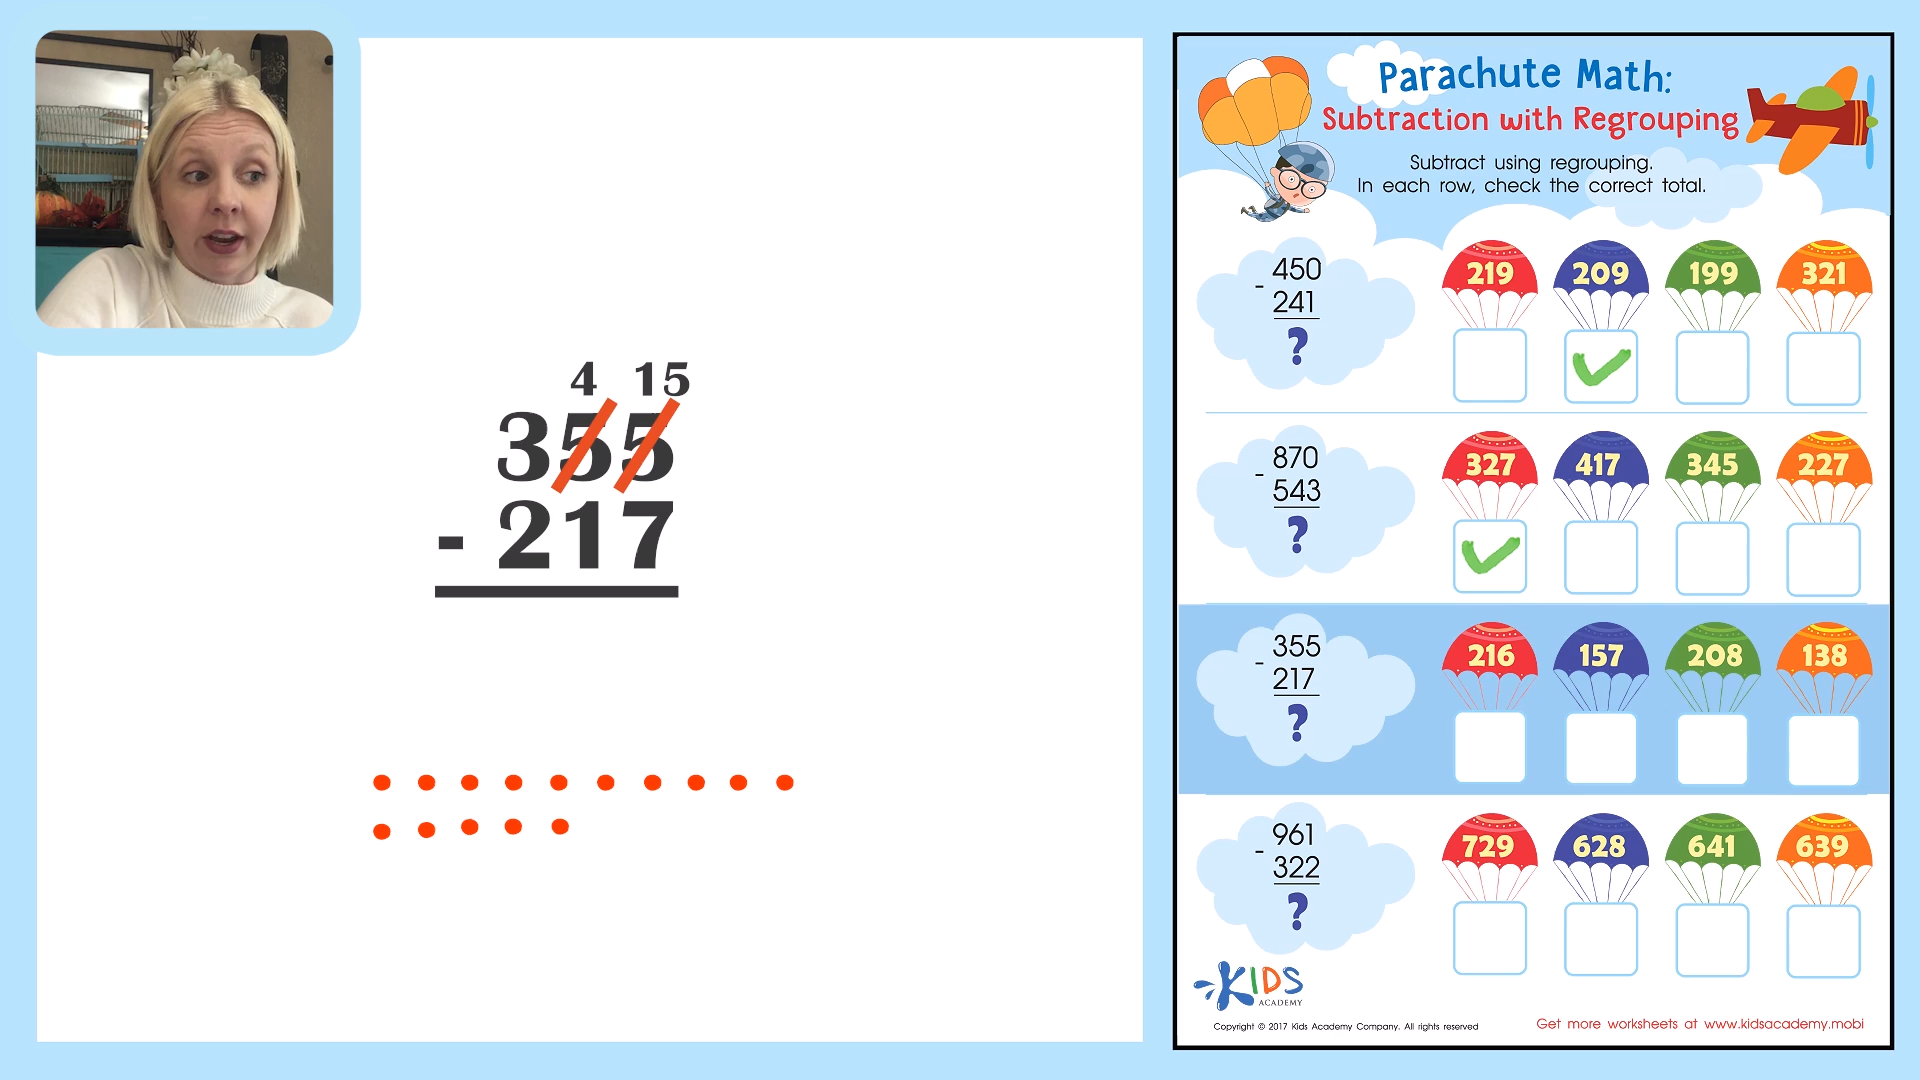 4 15
355
- 217
Parachute Math:
Subtraction with Regrouping
Subtract using regrouping.
In each row, check the correct total.
- 450
241
?
219 209 199 321
- 870
543
?
327 417 345 227
- 355
217
?
216 157 208 138
- 961
322
?
729 628 641 639
KIDS
ACADEMY
Copyright © 2017 Kids Academy Company. All rights reserved
Get more worksheets at www.kidsacademy.mobi